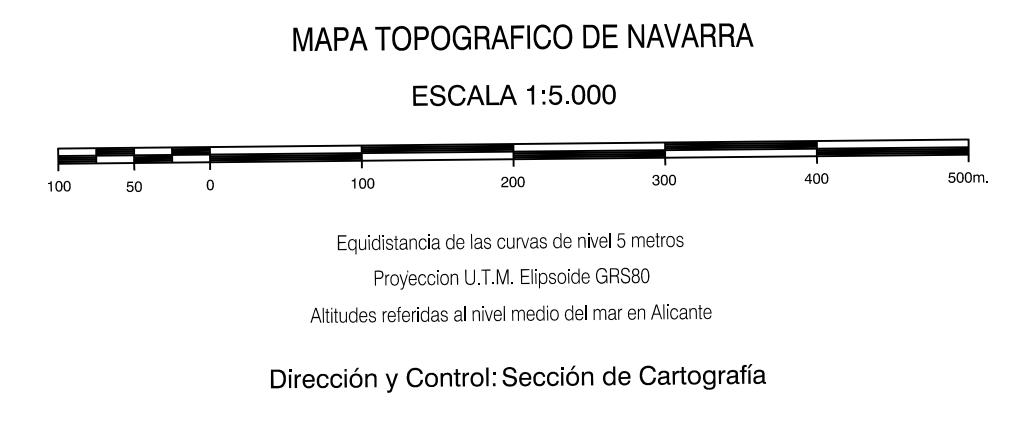 MAPA TOPOGRAFICO DE NAVARRA
ESCALA 1:5.000
100 50 0 100 200 300 400 500m.
Equidistancia de las curvas de nivel 5 metros
Proyeccion U.T.M. Elipsoide GRS80
Altitudes referidas al nivel medio del mar en Alicante
Dirección y Control: Sección de Cartografía